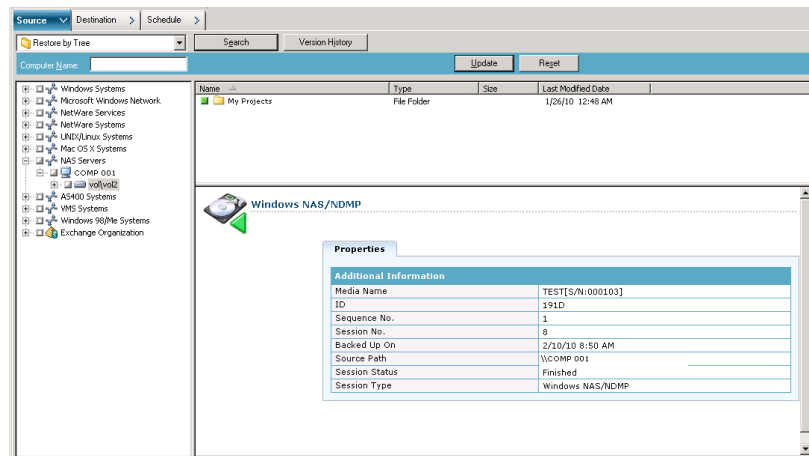 Source Destination > Schedule >
Restore by Tree Search Version History
Computer Name: Update Reset
Windows Systems
Microsoft Windows Network
NetWare Services
NetWare Systems
UNIX/Linux Systems
Mac OS X Systems
NAS Servers
COMP 001
vol\vol2
AS400 Systems
VMS Systems
Windows 98/Me Systems
Exchange Organization
Name Type Size Last Modified Date
My Projects File Folder 1/26/10 12:48 AM
Windows NAS/NDMP
Properties
Additional Information
Media Name TEST[S/N:000103]
ID 191D
Sequence No. 1
Session No. 8
Backed Up On 2/10/10 8:50 AM
Source Path \\COMP 001
Session Status Finished
Session Type Windows NAS/NDMP